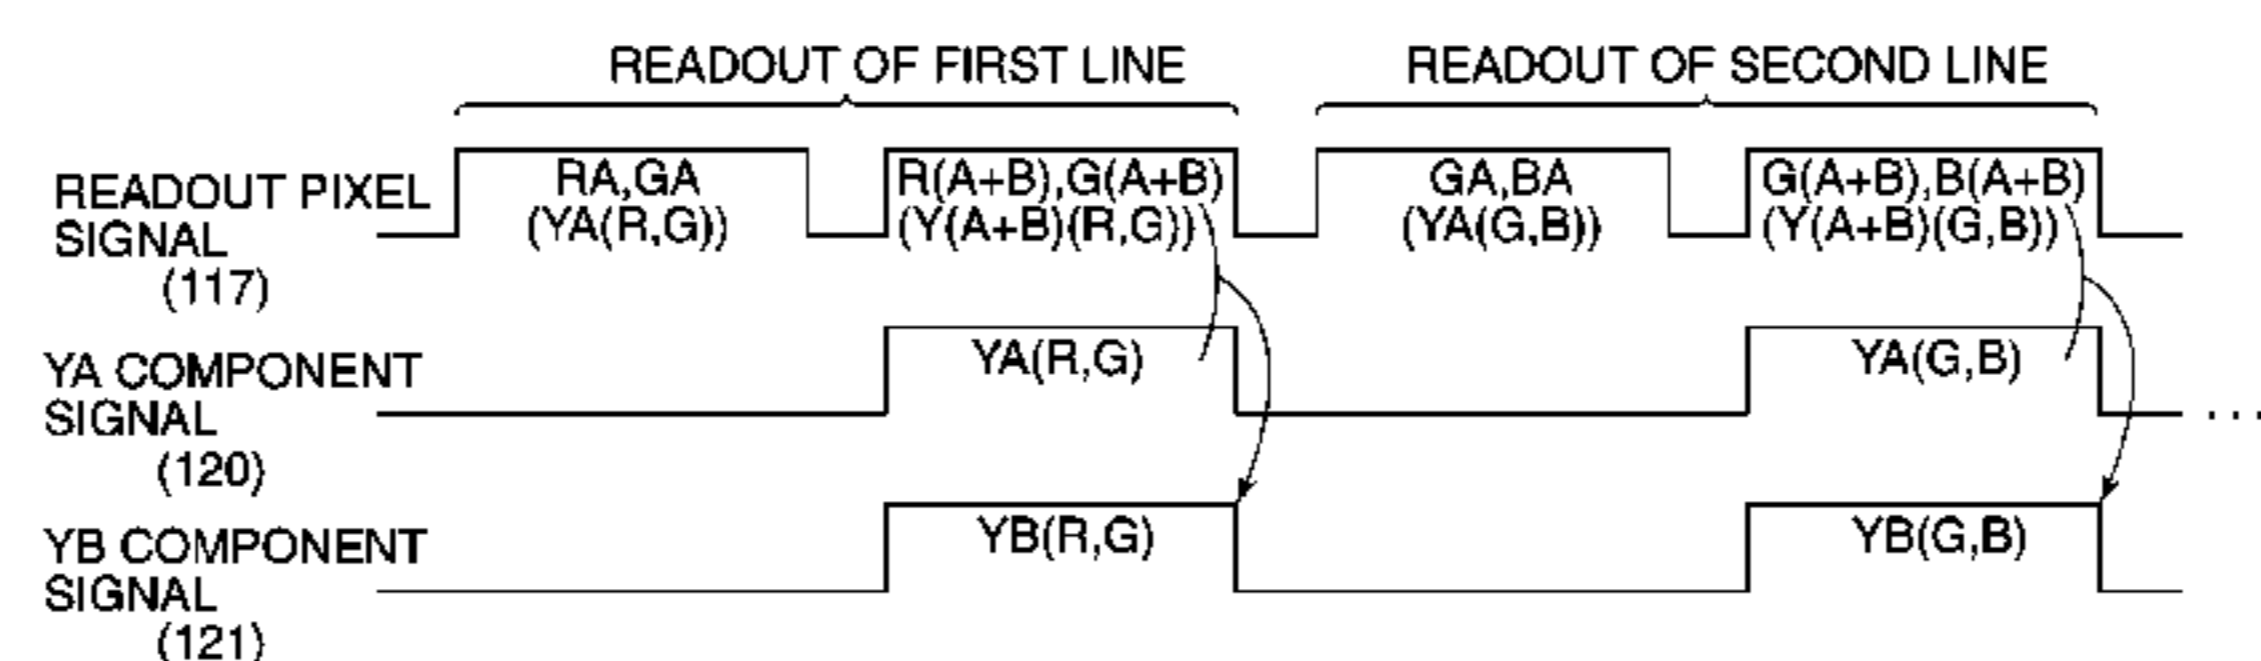 READOUT OF FIRST LINE
READOUT OF SECOND LINE
READOUT PIXEL
SIGNAL
(117)
RA,GA
(YA(R,G))
R(A+B),G(A+B)
(Y(A+B)(R,G))
GA,BA
(YA(G,B))
G(A+B),B(A+B)
(Y(A+B)(G,B))
YA COMPONENT
SIGNAL
(120)
YA(R,G)
YA(G,B)
...
YB COMPONENT
SIGNAL
(121)
YB(R,G)
YB(G,B)